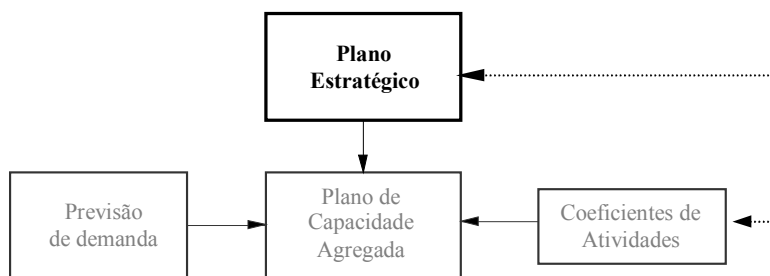 Plano
Estratégico
Previsão
de demanda
Plano de
Capacidade
Agregada
Coeficientes de
Atividades